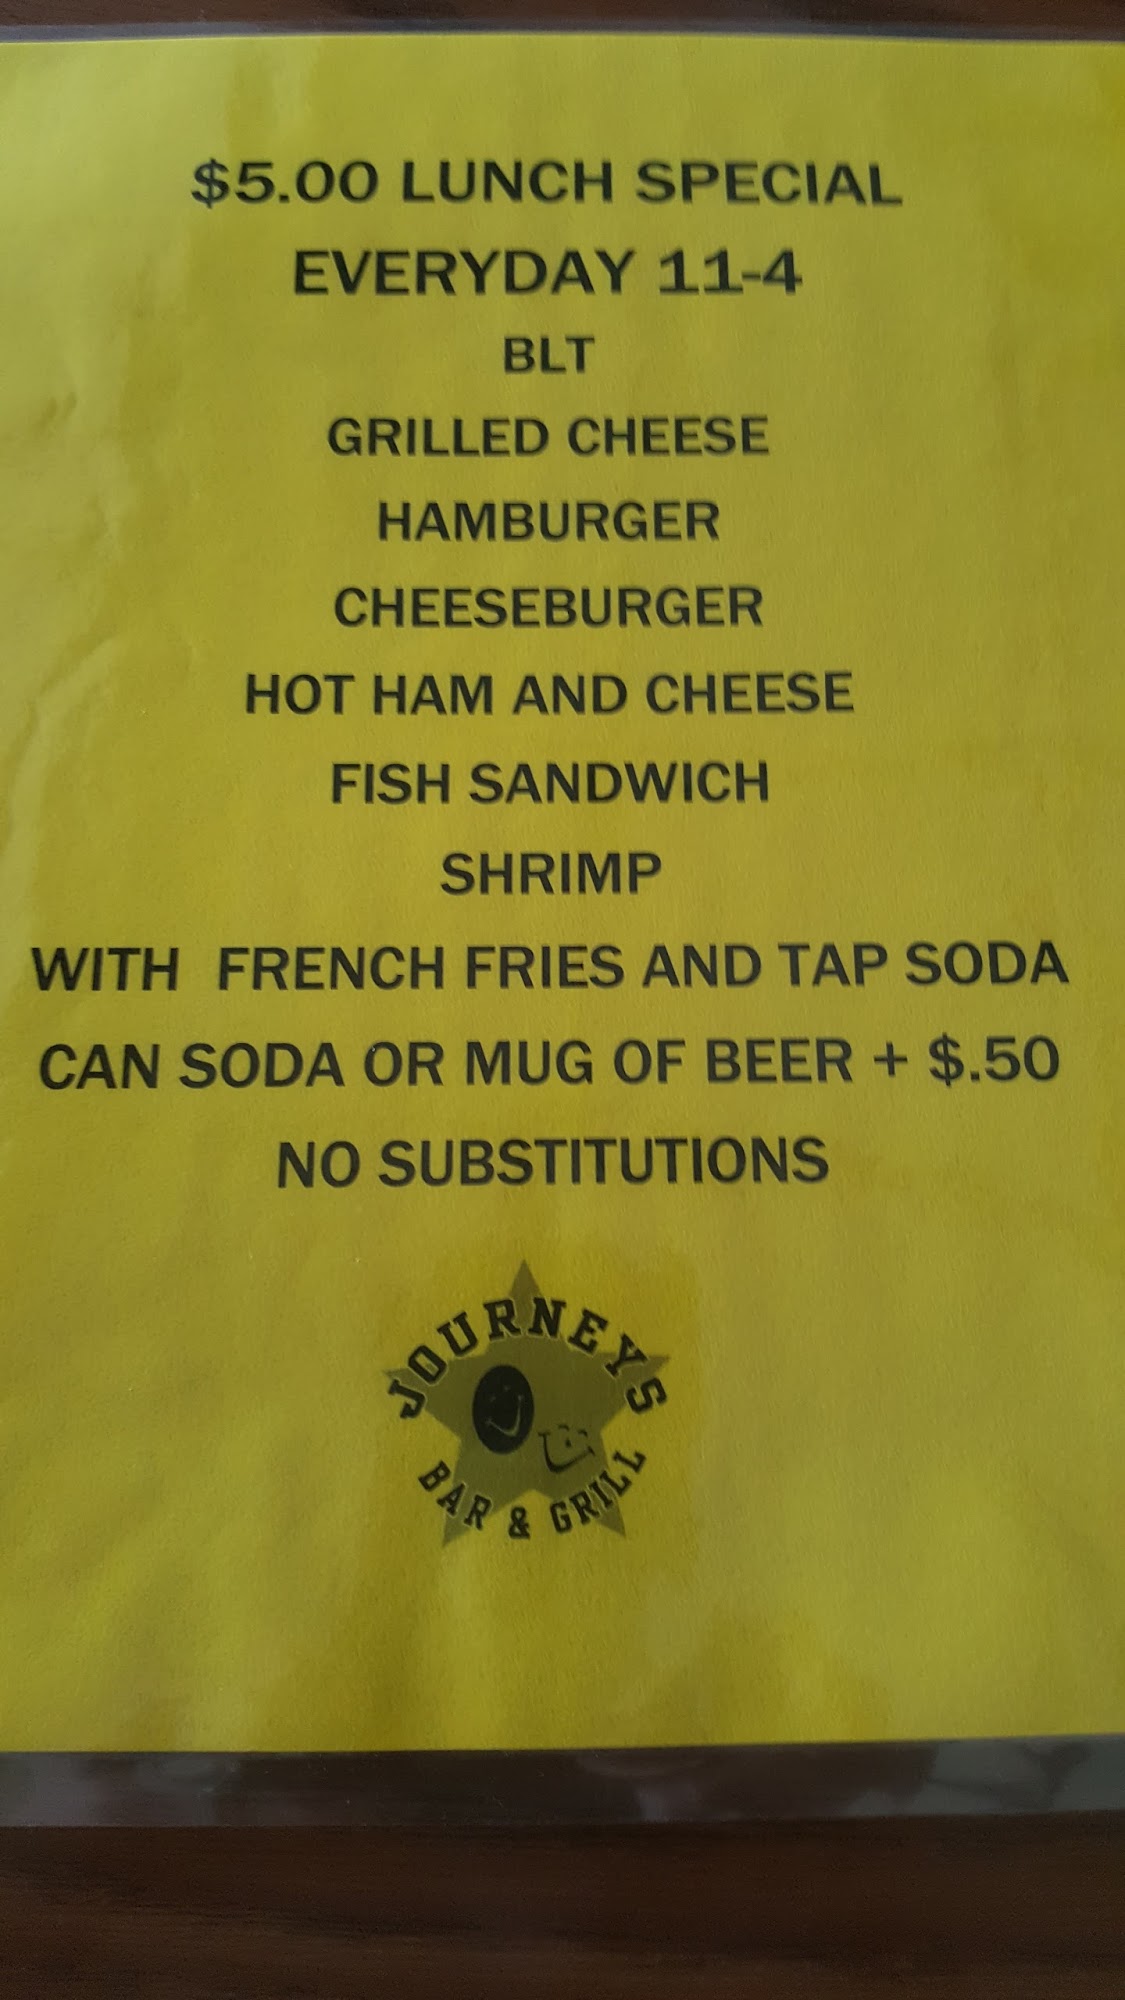 $5.00 LUNCH SPECIAL
EVERYDAY 11-4
BLT
GRILLED CHEESE
HAMBURGER
CHEESEBURGER
HOT HAM AND CHEESE
FISH SANDWICH
SHRIMP
WITH FRENCH FRIES AND TAP SODA
CAN SODA OR MUG OF BEER + $.50
NO SUBSTITUTIONS
JOURNEYS
BAR & GRILL